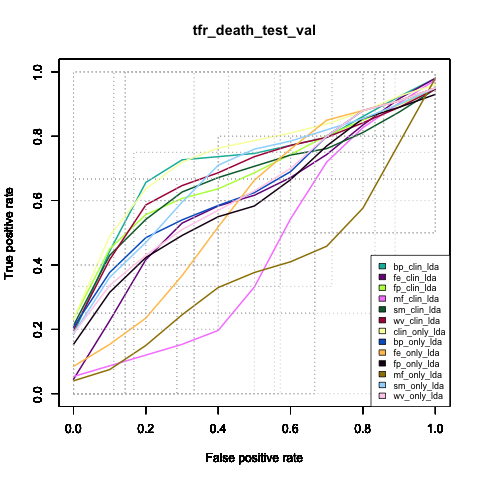 tfr_death_test_val
True positive rate
1.0
0.8
0.6
0.4
0.2
0.0
bp_clin_lda
fe_clin_lda
fp_clin_lda
mf_clin_lda
sm_clin_lda
wv_clin_lda
clin_only_lda
bp_only_lda
fe_only_lda
fp_only_lda
mf_only_lda
sm_only_lda
wv_only_lda
0.0 0.2 0.4 0.6 0.8 1.0
False positive rate